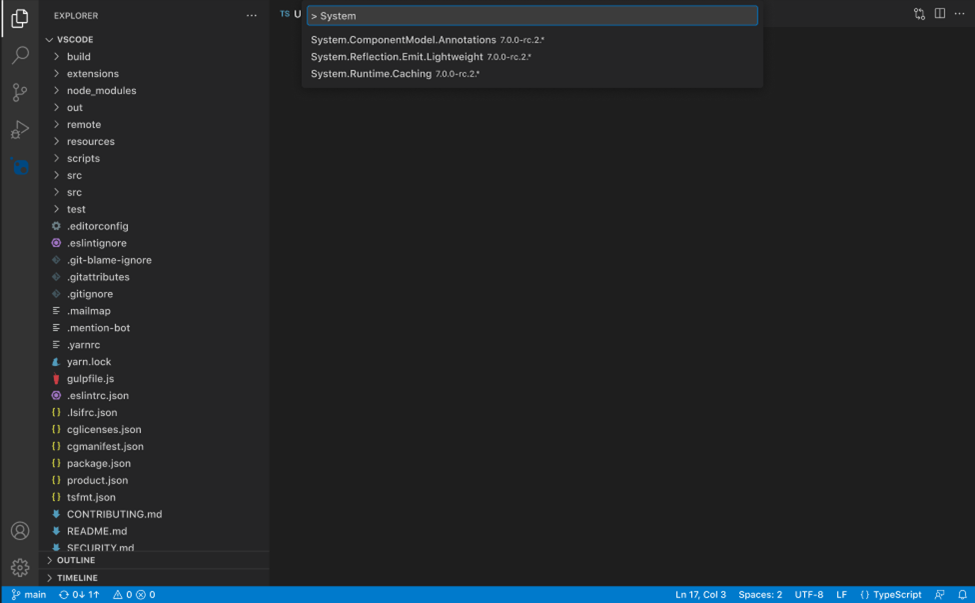 EXPLORER
VSCODE
build
extensions
node_modules
out
remote
resources
scripts
src
src
test
.editorconfig
.eslintignore
.git-blame-ignore
.gitattributes
.gitignore
.mailmap
.mention-bot
.yarnrc
yarn.lock
gulpfile.js
.eslintrc.json
{} .lsifrc.json
{} cglicenses.json
{} cgmanifest.json
{} package.json
{} product.json
{} tsfmt.json
CONTRIBUTING.md
README.md
SECURITY.md
OUTLINE
TIMELINE
TS U
> System
System.ComponentModel.Annotations 7.0.0-rc.2.*
System.Reflection.Emit.Lightweight 7.0.0-rc.2.*
System.Runtime.Caching 7.0.0-rc.2.*
main 0↓ 1↑ 0 0 Ln 17, Col 3 Spaces: 2 UTF-8 LF {} TypeScript